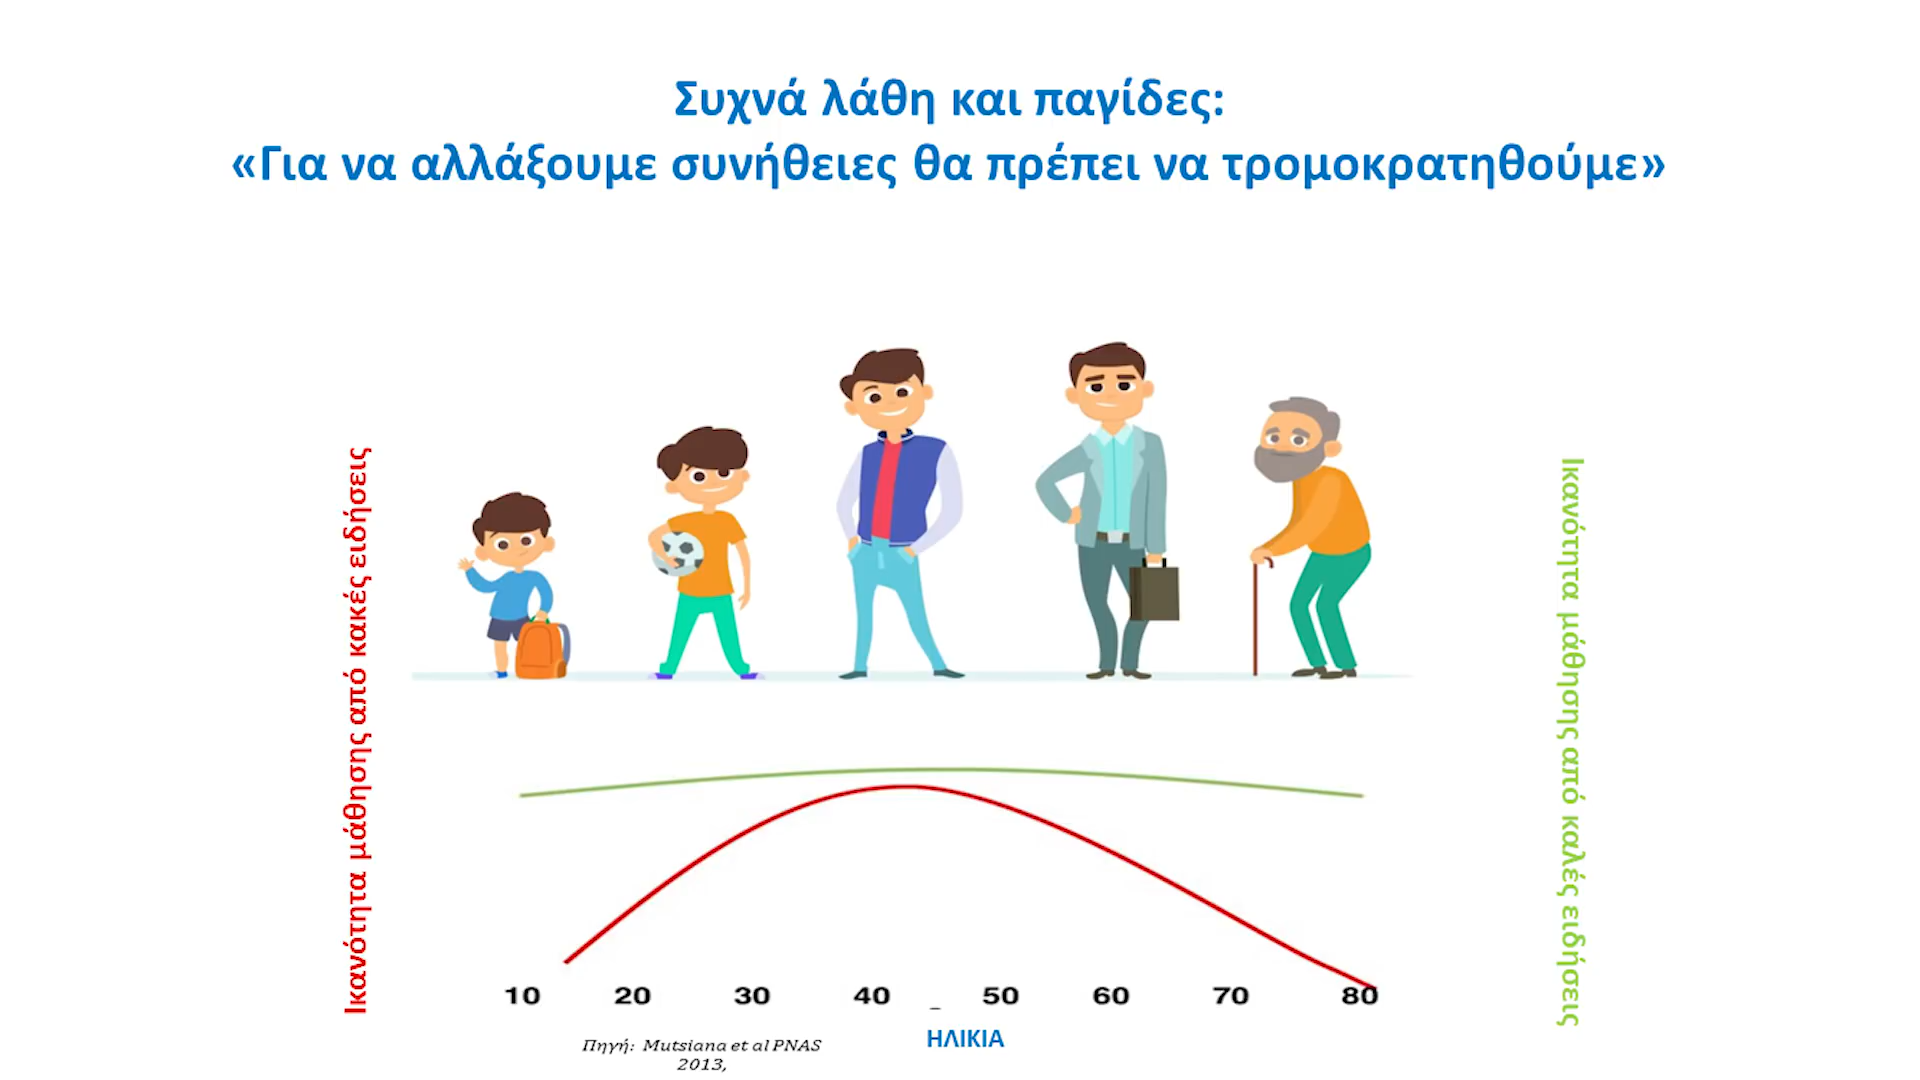 Συχνά λάθη και παγίδες:
«Για να αλλάξουμε συνήθειες θα πρέπει να τρομοκρατηθούμε»
Ικανότητα μάθησης από κακές ειδήσεις
Ικανότητα μάθησης από καλές ειδήσεις
10 20 30 40 50 60 70 80
ΗΛΙΚΙΑ
Πηγή: Mutsiana et al PNAS
2013,